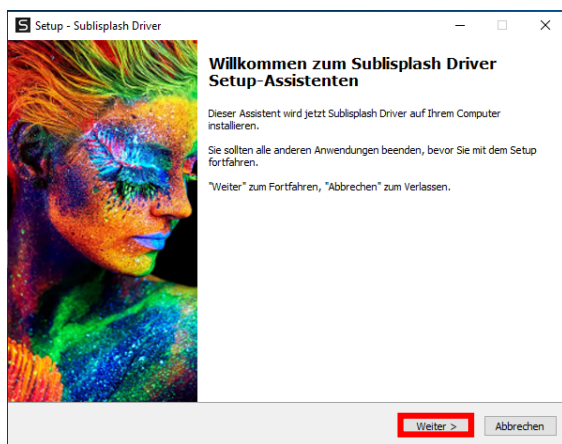 S Setup - Sublisplash Driver
Willkommen zum Sublisplash Driver
Setup-Assistenten
Dieser Assistent wird jetzt Sublisplash Driver auf Ihrem Computer
installieren.
Sie sollten alle anderen Anwendungen beenden, bevor Sie mit dem Setup
fortfahren.
"Weiter" zum Fortfahren, "Abbrechen" zum Verlassen.
Weiter > Abbrechen